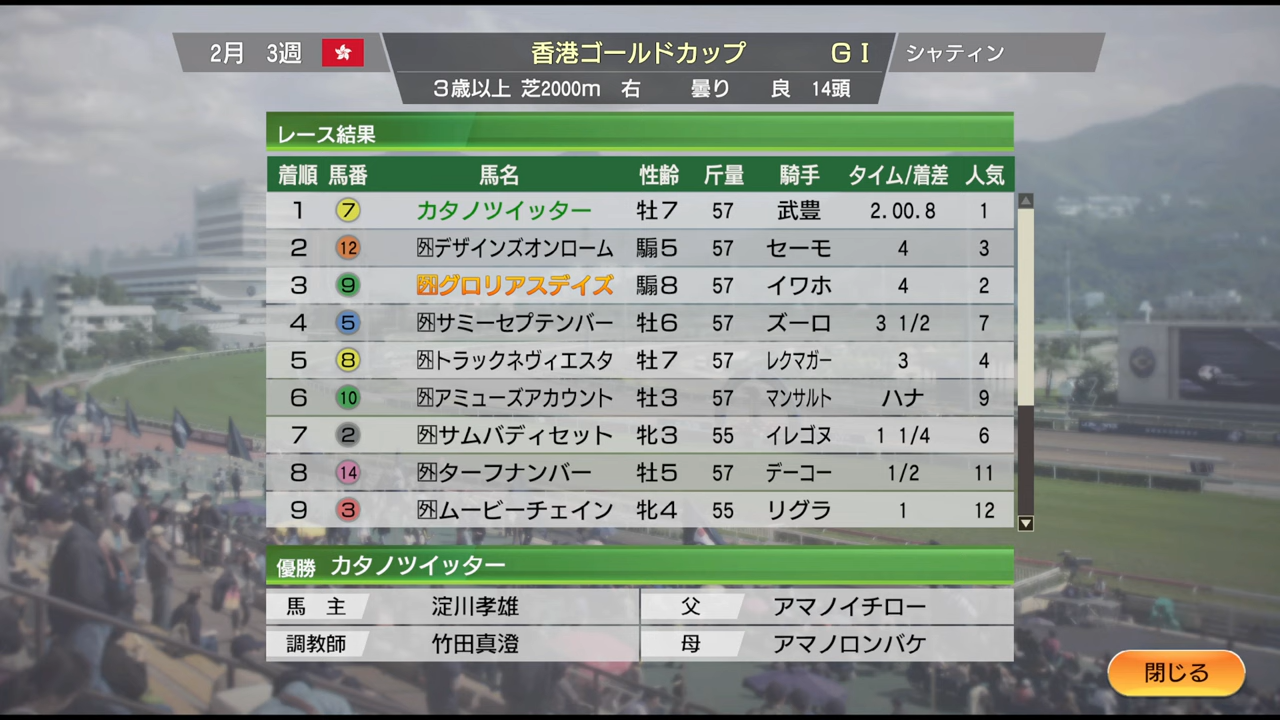 2月 3週 香港ゴールドカップ GⅠ シャティン
3歳以上 芝2000m 右 曇り 良 14頭
レース結果
着順 馬番 馬名 性齢 斤量 騎手 タイム/着差 人気
1 7 カタノツイッター 牡7 57 武豊 2.00.8 1
2 12 外デザインズオンローム 騸5 57 セーモ 4 3
3 9 外グロリアスデイズ 騸8 57 イワホ 4 2
4 5 外サミーセプテンバー 牡6 57 ズーロ 3 1/2 7
5 8 外トラックネヴィエスタ 牡7 57 レクマガー 3 4
6 10 外アミューズアカウント 牡3 57 マンサルト ハナ 9
7 2 外サムバディセット 牝3 55 イレゴヌ 1 1/4 6
8 14 外ターフナンバー 牡5 57 デーコー 1/2 11
9 3 外ムービーチェイン 牝4 55 リグラ 1 12
優勝 カタノツイッター
馬主 淀川孝雄 父 アマノイチロー
調教師 竹田真澄 母 アマノロンバケ
閉じる